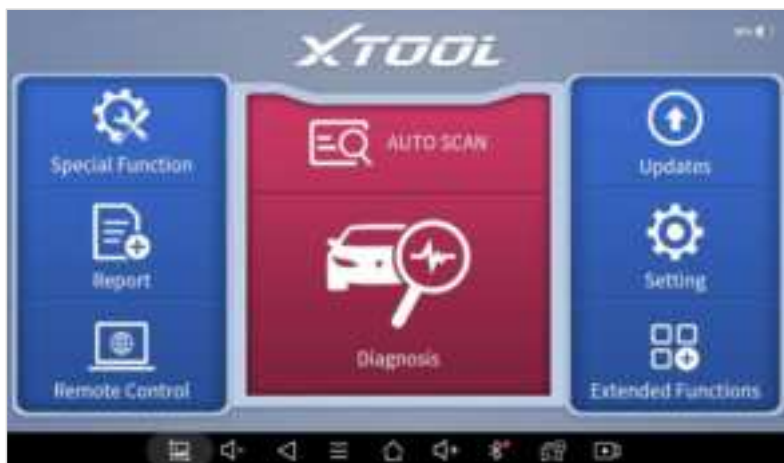 XTOOL
Special Function
Report
Remote Control
AUTO SCAN
Diagnosis
Updates
Setting
Extended Functions